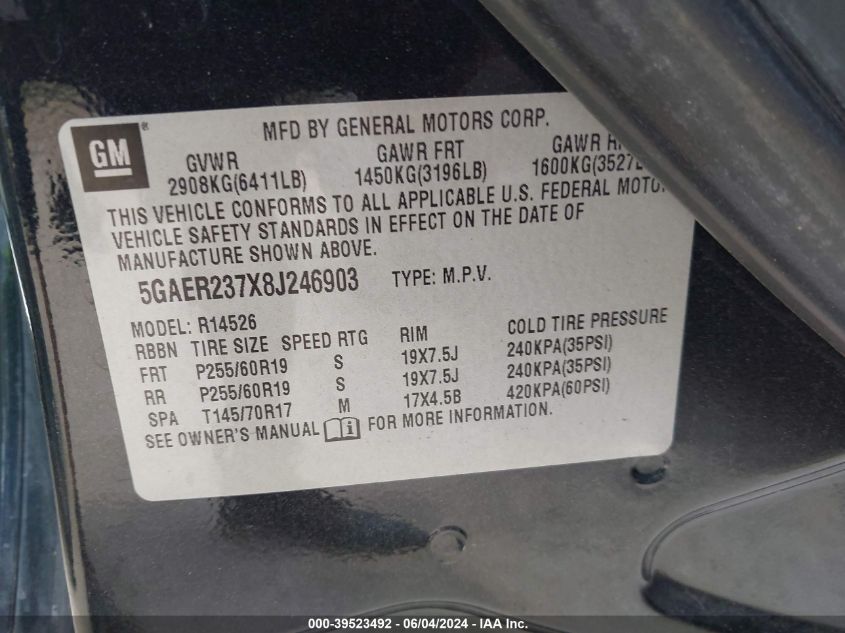 GM
MFD BY GENERAL MOTORS CORP.
GVWR GAWR FRT GAWR
2908KG(6411LB) 1450KG(3196LB) 1600KG(3527
THIS VEHICLE CONFORMS TO ALL APPLICABLE U.S. FEDERAL MOTO
VEHICLE SAFETY STANDARDS IN EFFECT ON THE DATE OF
MANUFACTURE SHOWN ABOVE.
5GAER237X8J246903 TYPE: M.P.V.
MODEL: R14526
RBBN TIRE SIZE SPEED RTG RIM COLD TIRE PRESSURE
FRT P255/60R19 S 19X7.5J 240KPA(35PSI)
RR P255/60R19 S 19X7.5J 240KPA(35PSI)
SPA T145/70R17 M 17X4.5B 420KPA(60PSI)
SEE OWNER'S MANUAL FOR MORE INFORMATION.
000-39523492 - 06/04/2024 - IAA Inc.